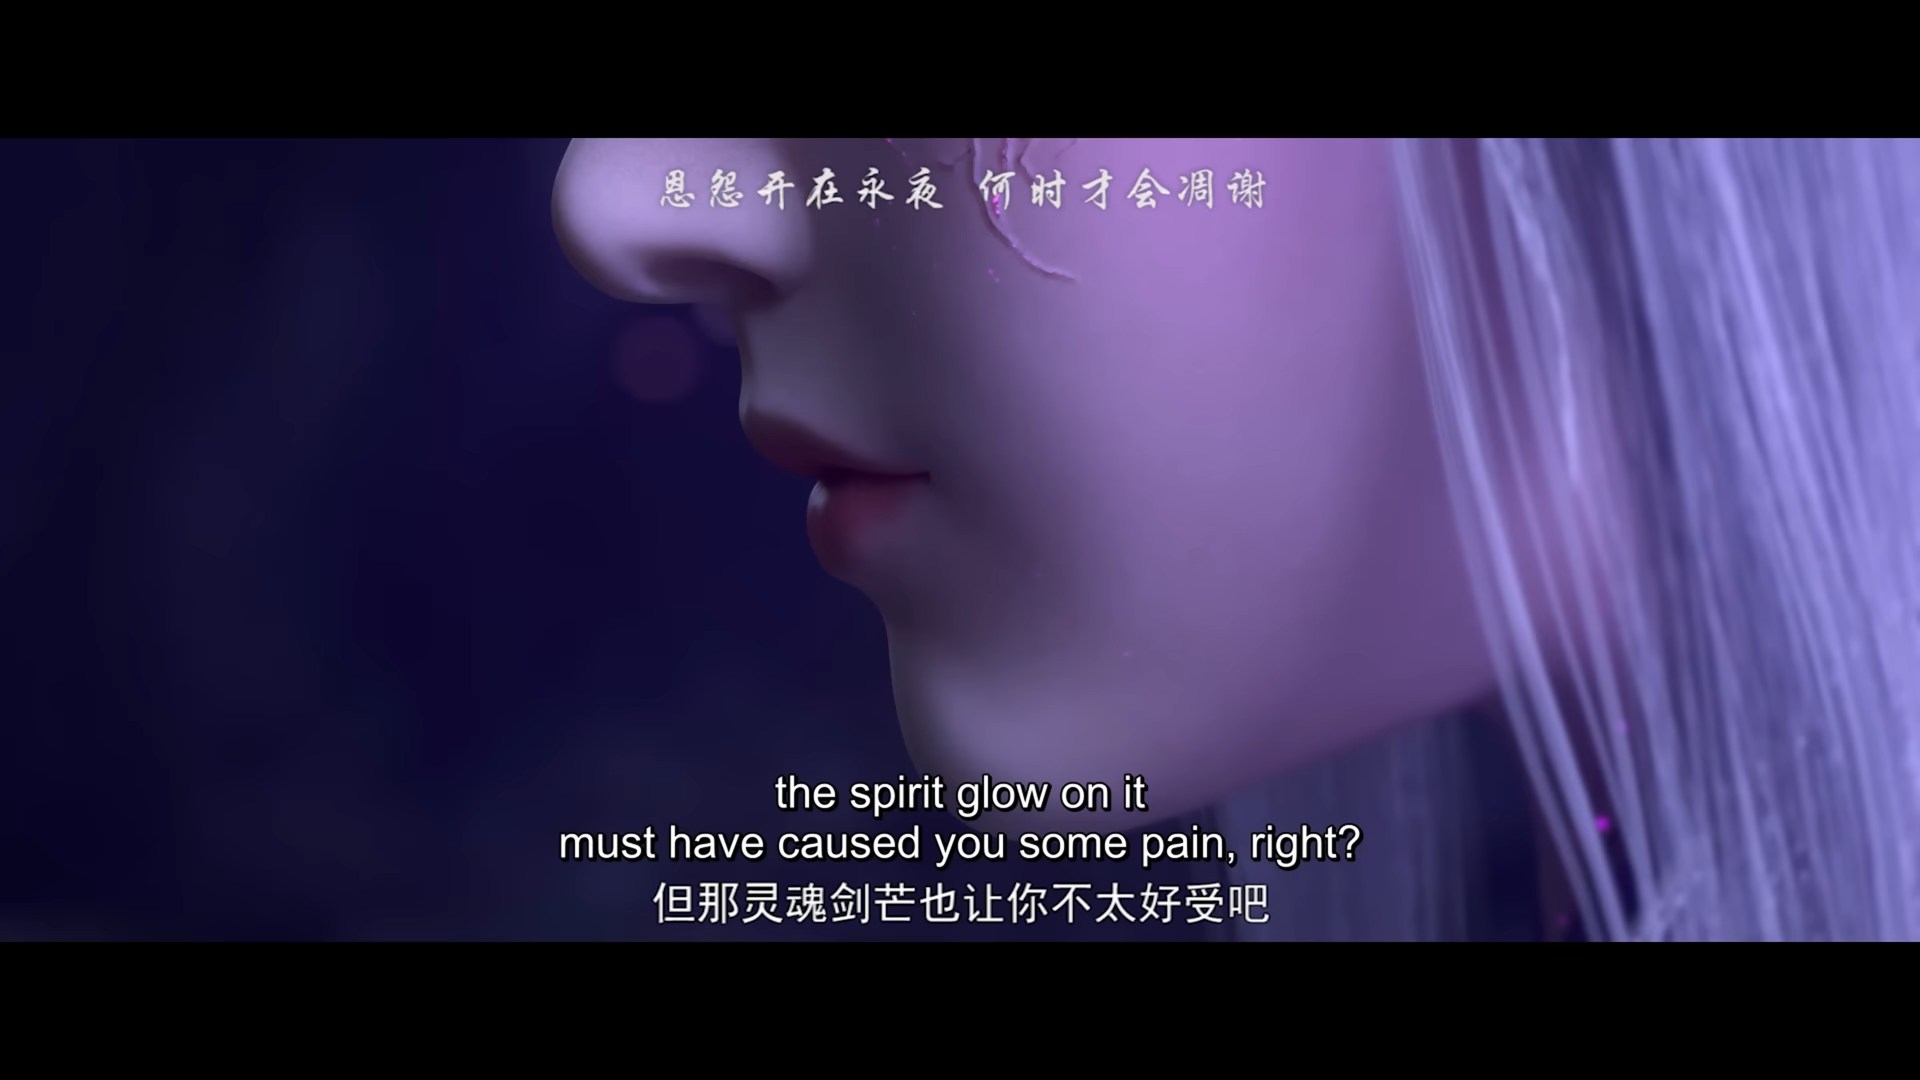 恩怨开在永夜 何时才会凋谢
the spirit glow on it
must have caused you some pain, right?
但那灵魂剑芒也让你不太好受吧